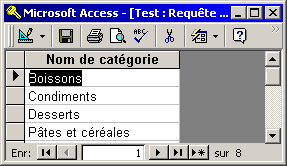 Microsoft Access - [Test : Requête ...
Nom de catégorie
Boissons
Condiments
Desserts
Pâtes et céréales
Enr: 1 sur 8